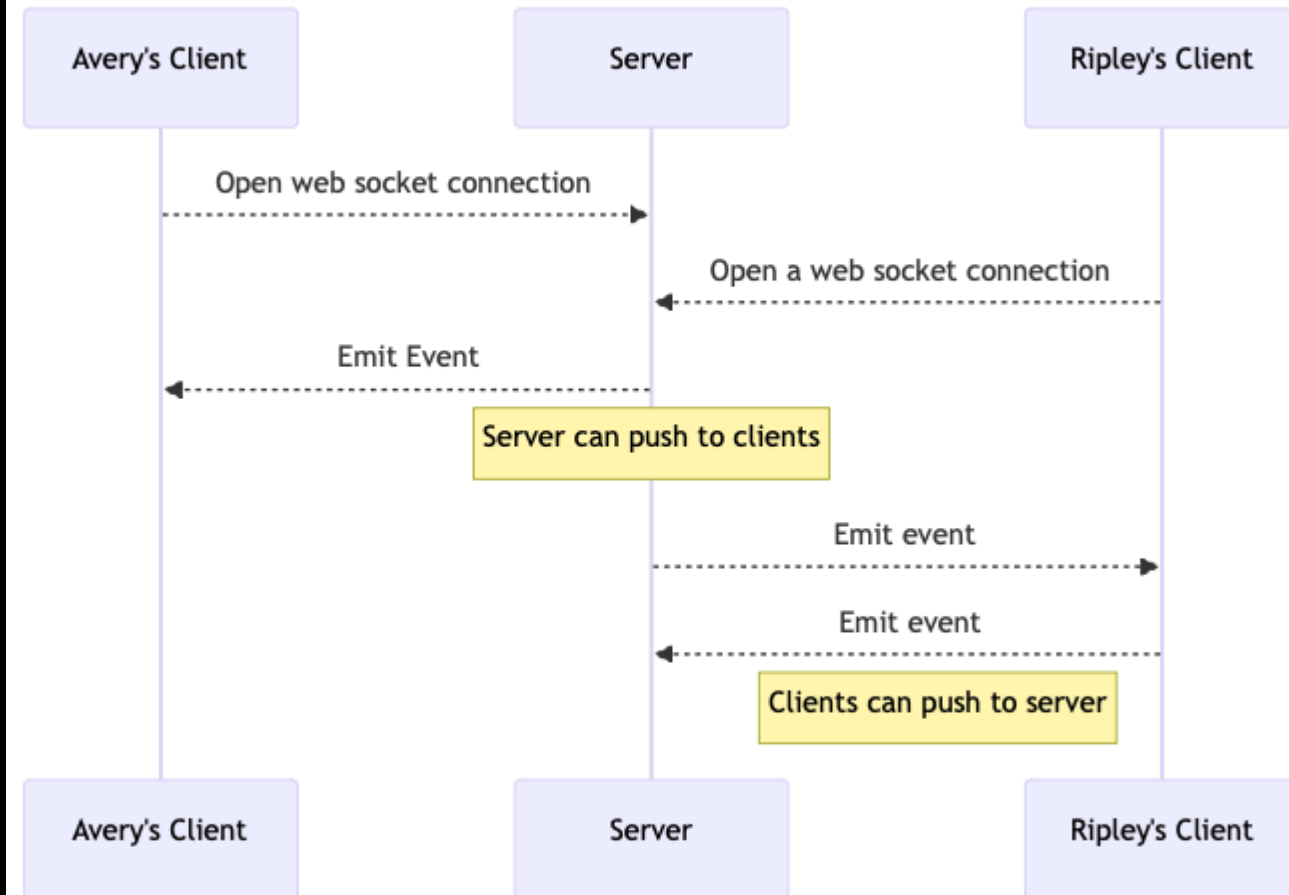 Avery's Client
Server
Ripley's Client
Open web socket connection
Open a web socket connection
Emit Event
Server can push to clients
Emit event
Emit event
Clients can push to server
Avery's Client
Server
Ripley's Client